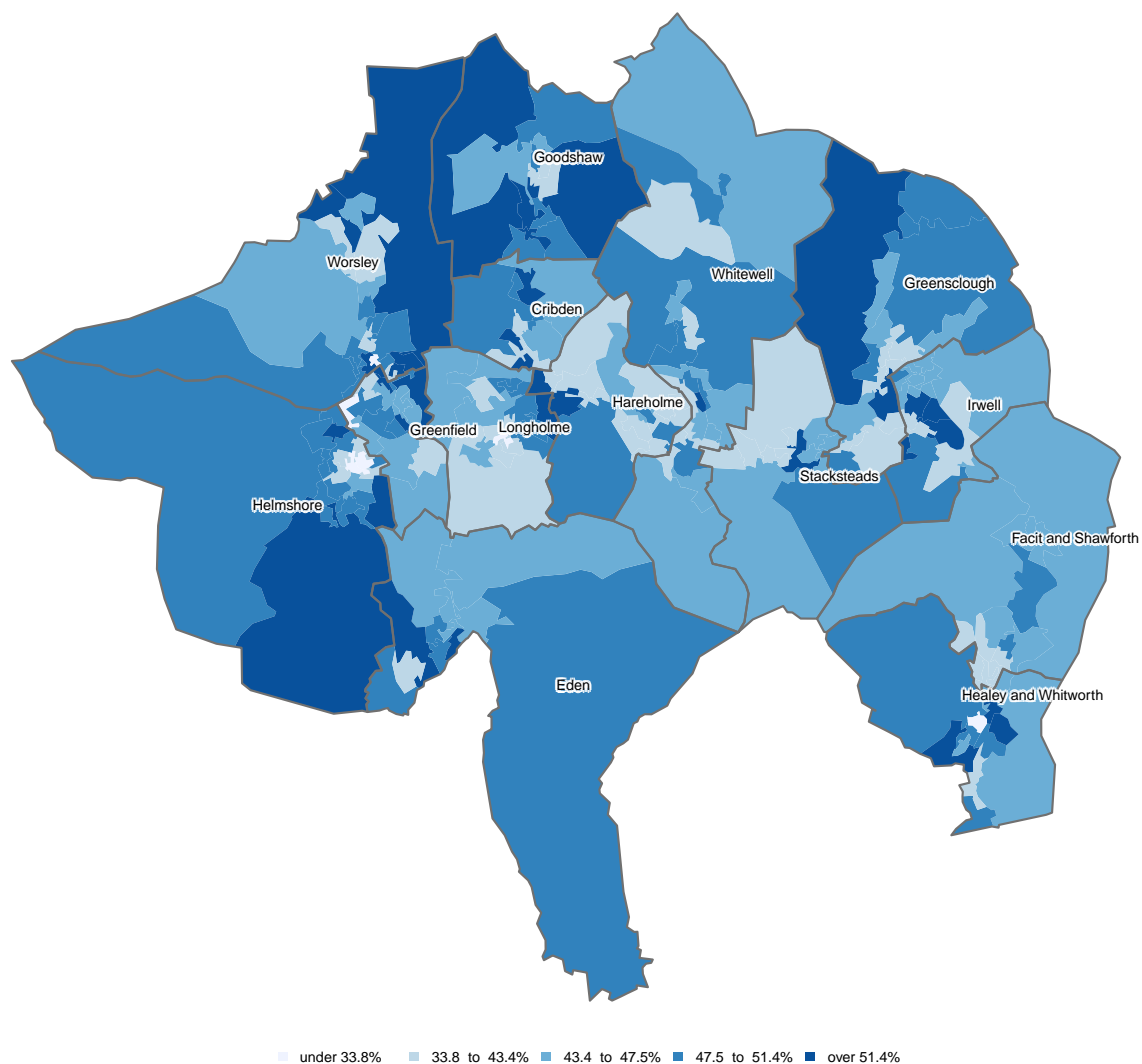 Goodshaw
Worsley
Whitewell
Greensclough
Cribden
Hareholme
Irwell
Greenfield
Longholme
Stacksteads
Helmshore
Facit and Shawforth
Eden
Healey and Whitworth
under 33.8% 33.8 to 43.4% 43.4 to 47.5% 47.5 to 51.4% over 51.4%